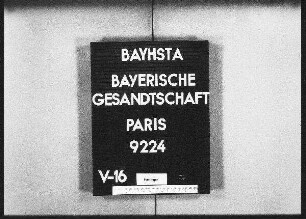 BAYHSTA
BAYERISCHE
GESANDTSCHAFT
PARIS
9224
V-16